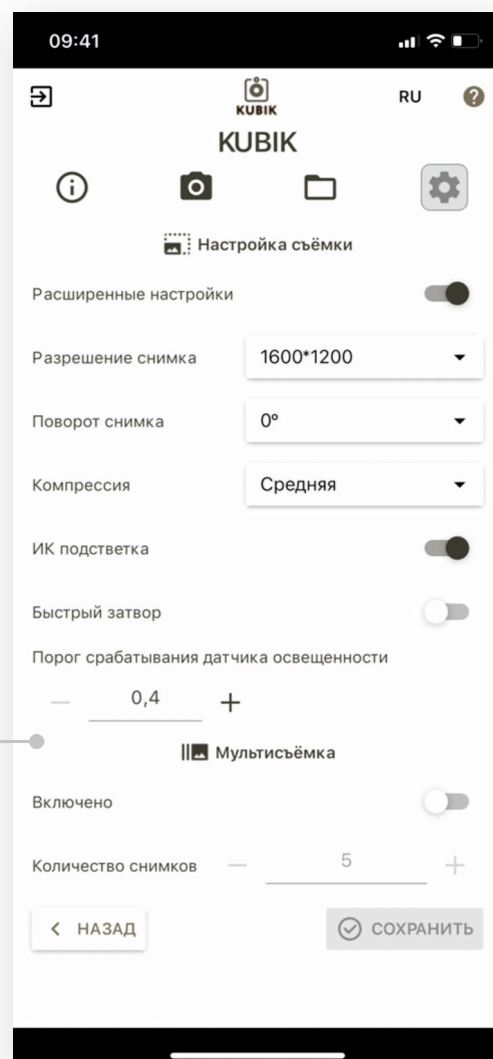 09:41
KUBIK
RU
KUBIK
Настройка съёмки
Расширенные настройки
Разрешение снимка 1600*1200
Поворот снимка 0°
Компрессия Средняя
ИК подстветка
Быстрый затвор
Порог срабатывания датчика освещенности
0,4
Мультисъёмка
Включено
Количество снимков 5
НАЗАД СОХРАНИТЬ